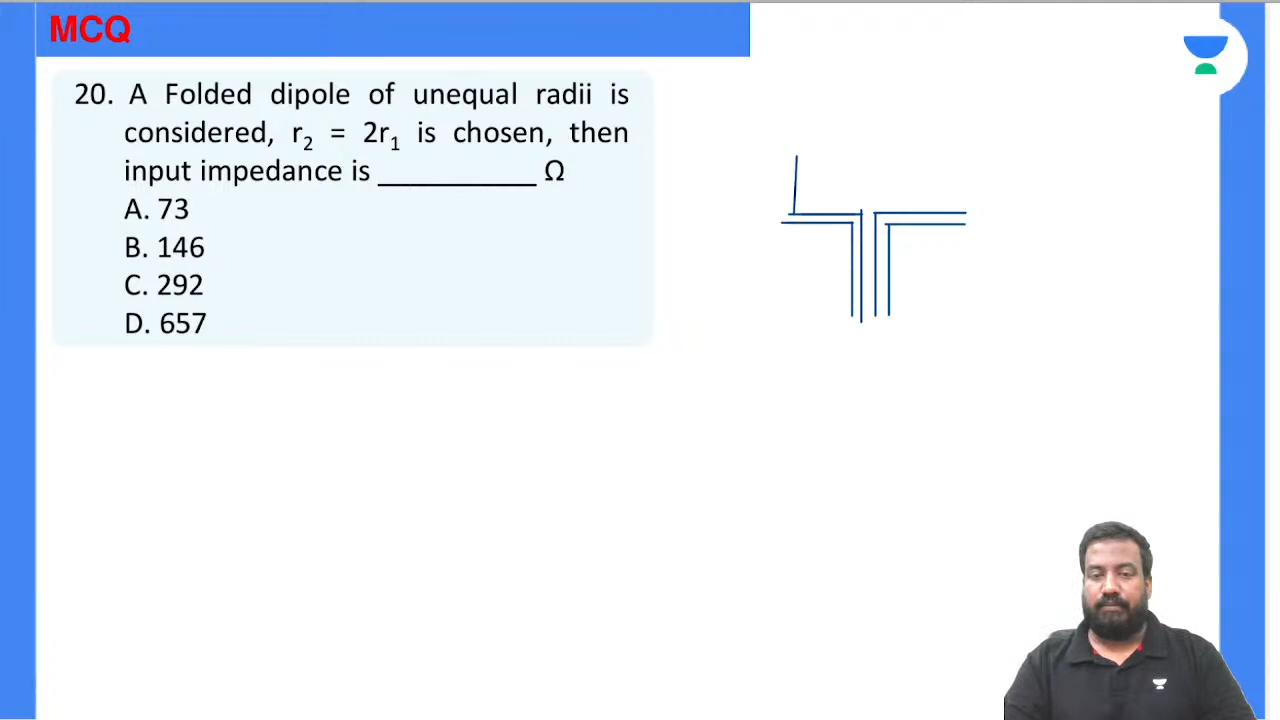 MCQ
20. A Folded dipole of unequal radii is
considered, r₂ = 2r₁ is chosen, then
input impedance is __________ Ω
A. 73
B. 146
C. 292
D. 657